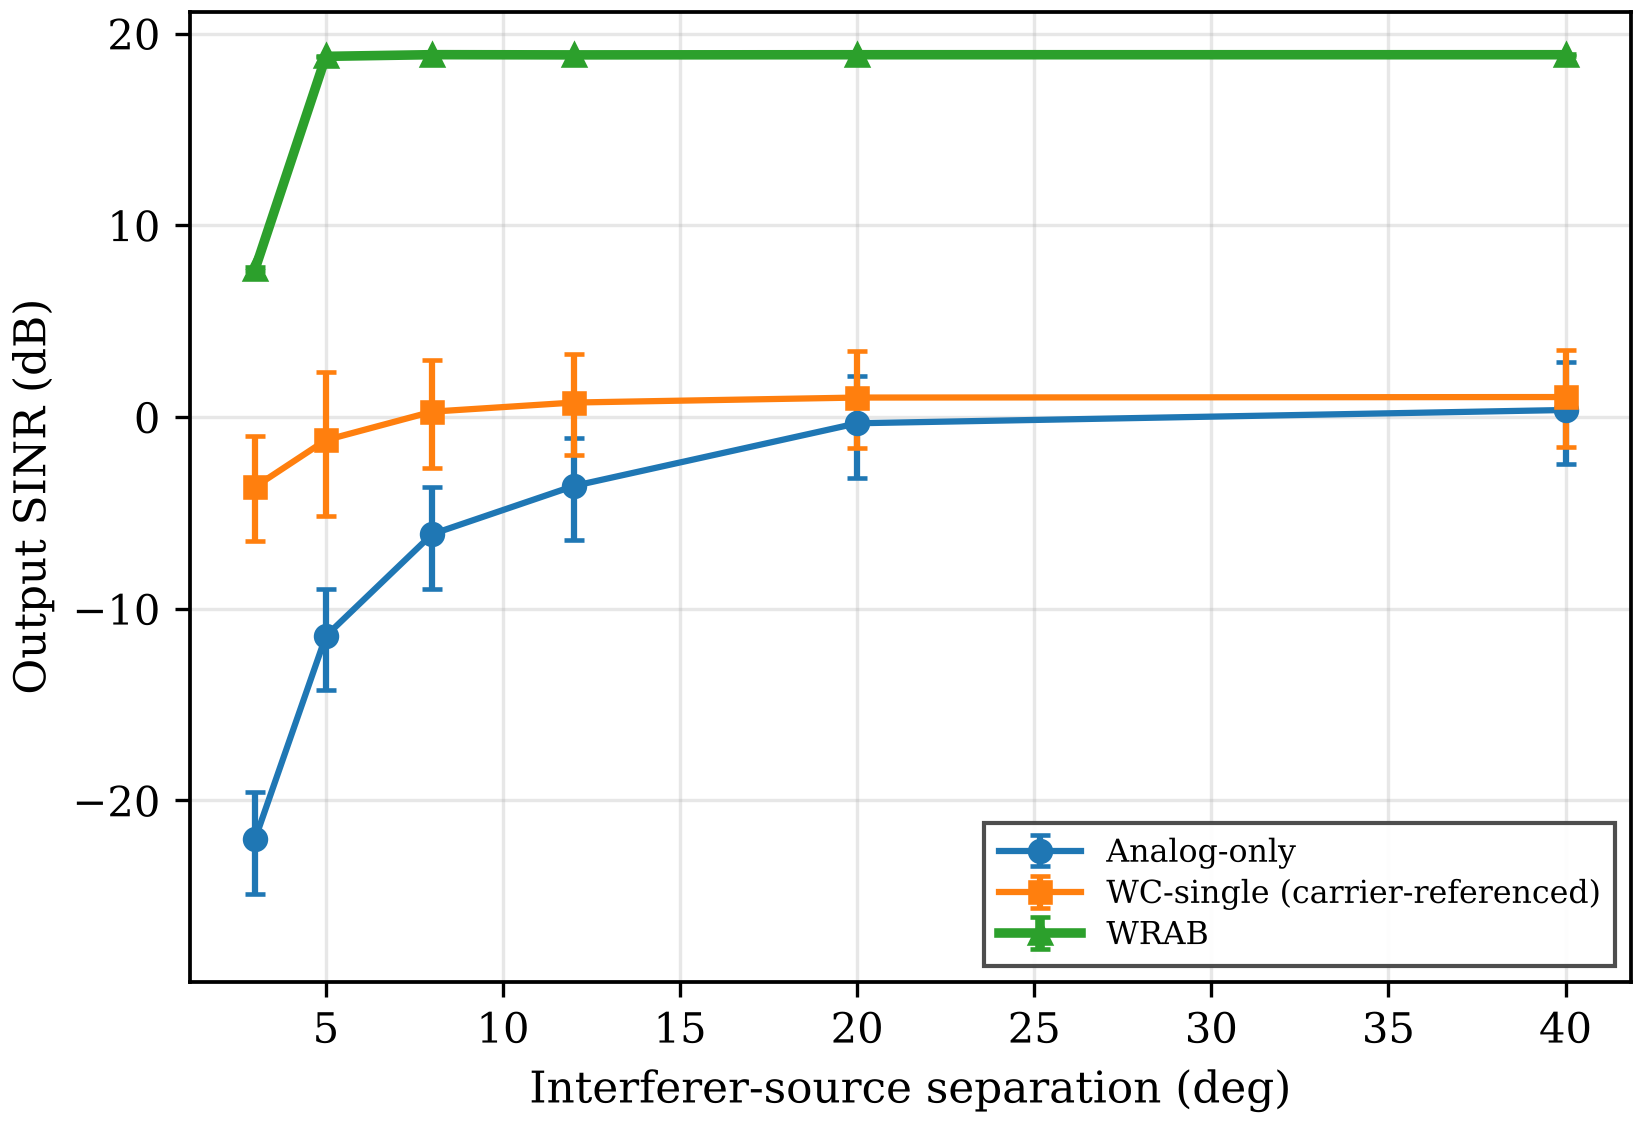 20
10
0
−10
−20
Output SINR (dB)
Analog-only
WC-single (carrier-referenced)
WRAB
5 10 15 20 25 30 35 40
Interferer-source separation (deg)